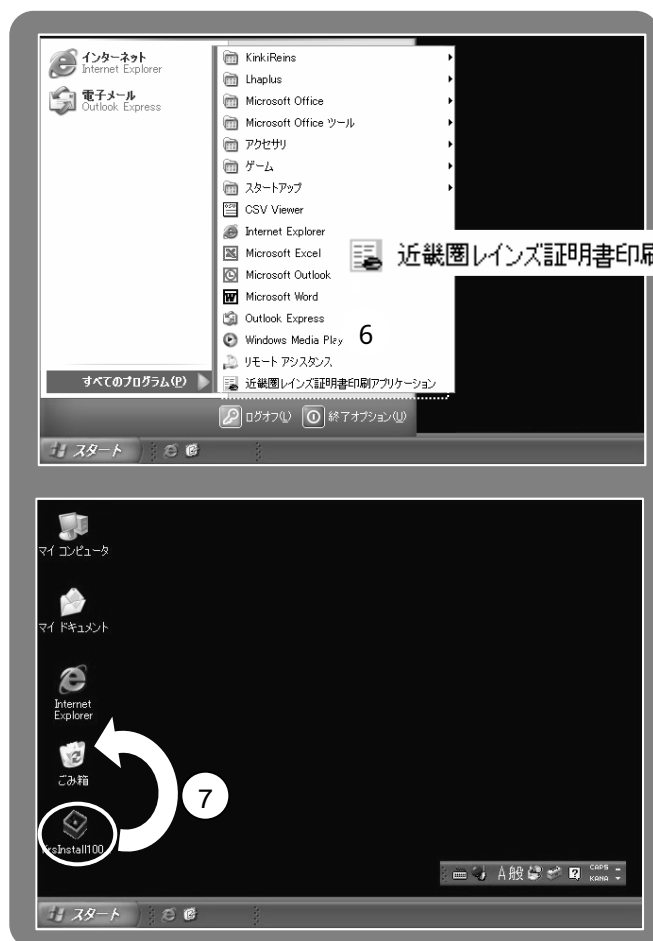 インターネット
Internet Explorer
電子メール
Outlook Express
KinkiReins
Lhaplus
Microsoft Office
Microsoft Office ツール
アクセサリ
ゲーム
スタートアップ
CSV Viewer
Internet Explorer
Microsoft Excel
Microsoft Outlook
Microsoft Word
Outlook Express
Windows Media Play
リモート アシスタンス
近畿圏レインズ証明書印刷アプリケーション
近畿圏レインズ証明書印刷
6
すべてのプログラム(P)
ログオフ(L)
終了オプション(U)
スタート
マイ コンピュータ
マイ ドキュメント
Internet
Explorer
ごみ箱
7
krsInstall100
A般
CAPS
KANA
スタート